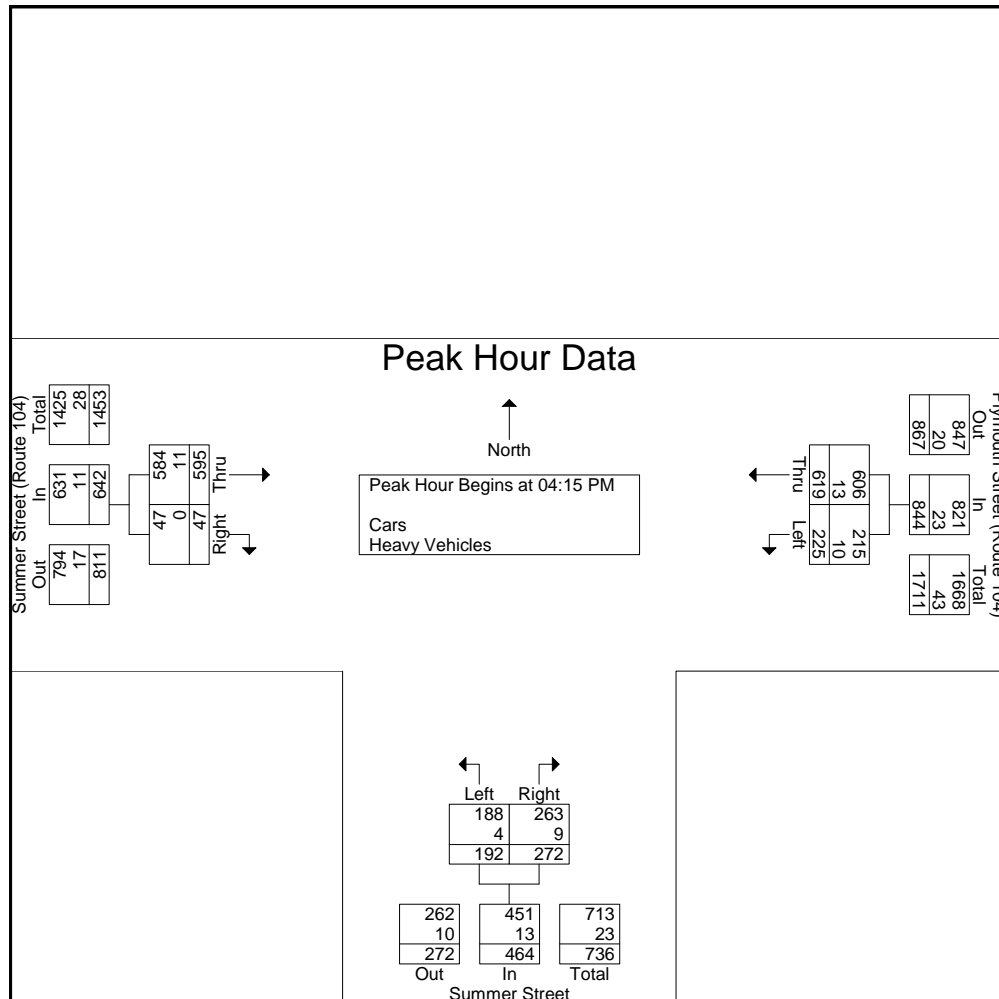 Peak Hour Data
North
Peak Hour Begins at 04:15 PM
Cars
Heavy Vehicles
Summer Street (Route 104)
Total
1425
28
1453
In
631
11
642
Out
794
17
811
Thru
584
11
595
Right
47
0
47
Plymouth Street (Route 104)
Out
847
20
867
In
821
23
844
Total
1668
43
1711
Thru
606
13
619
Left
215
10
225
Left Right
188 263
4 9
192 272
262 451 713
10 13 23
272 464 736
Out In Total
Summer Street